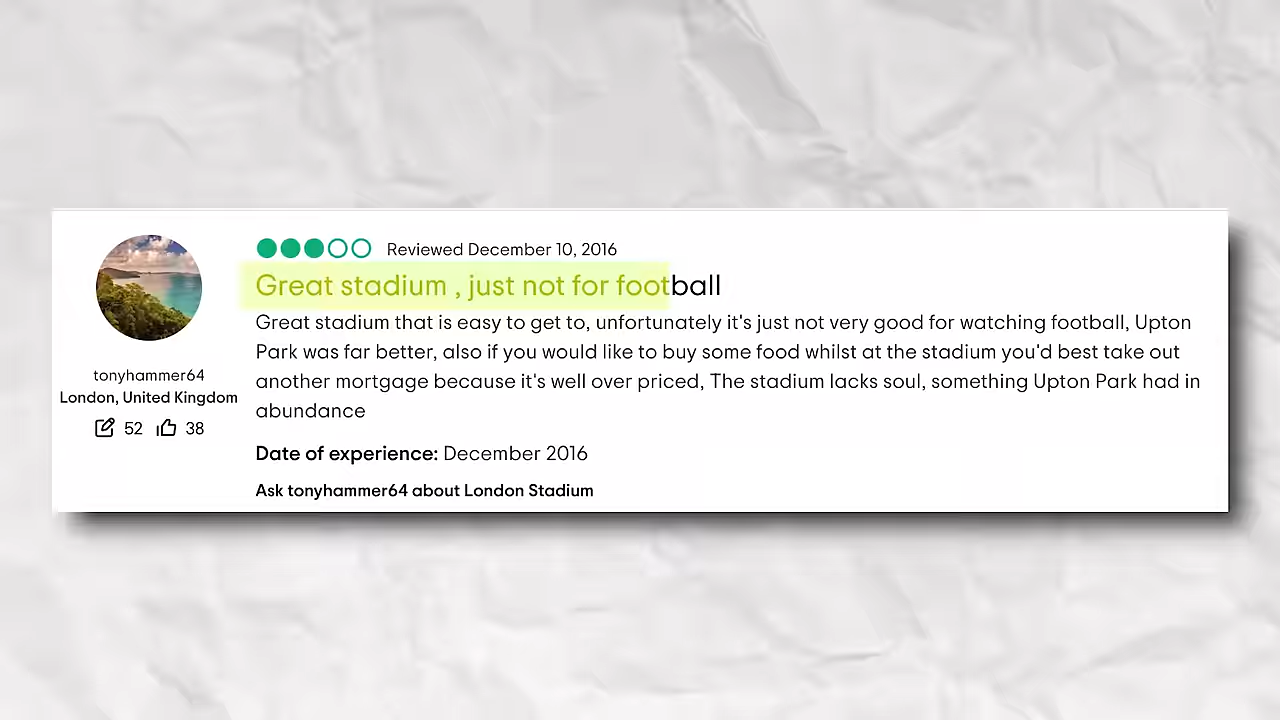 Reviewed December 10, 2016
Great stadium , just not for football
Great stadium that is easy to get to, unfortunately it's just not very good for watching football, Upton
Park was far better, also if you would like to buy some food whilst at the stadium you'd best take out
another mortgage because it's well over priced, The stadium lacks soul, something Upton Park had in
abundance
tonyhammer64
London, United Kingdom
52 38
Date of experience: December 2016
Ask tonyhammer64 about London Stadium